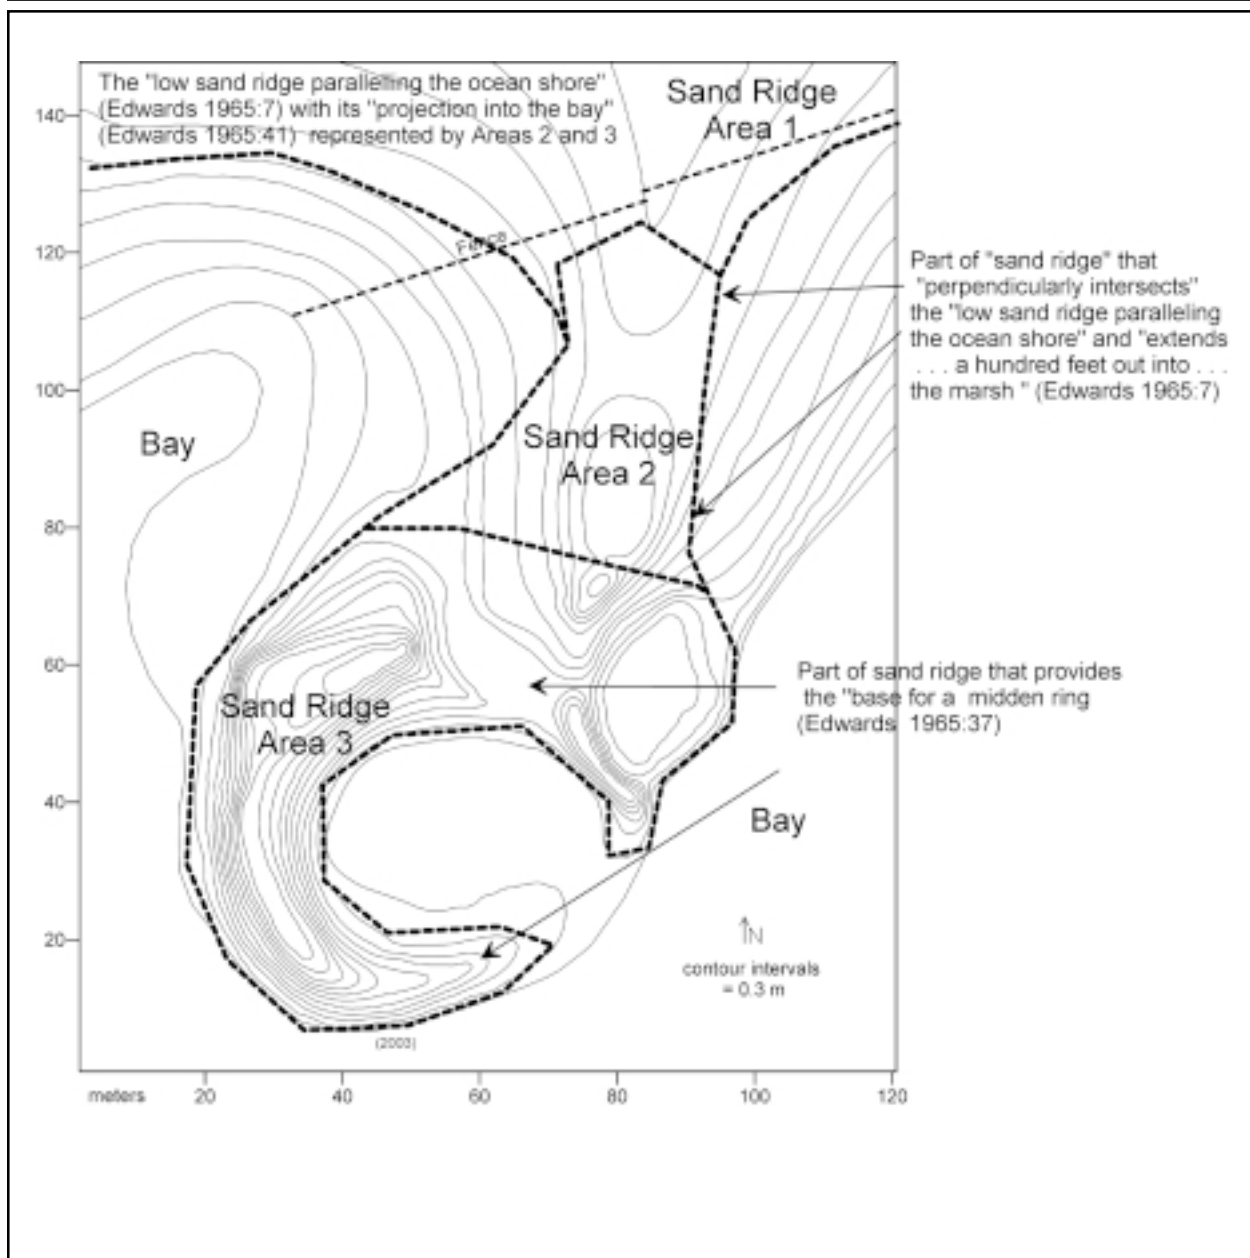 The "low sand ridge parallelling the ocean shore"
(Edwards 1965:7) with its "projection into the bay"
(Edwards 1965:41) represented by Areas 2 and 3
Sand Ridge
Area 1
140
120
100
80
60
40
20
Fence
Part of "sand ridge" that
"perpendicularly intersects"
the "low sand ridge paralleling
the ocean shore" and "extends
. . . a hundred feet out into . . .
the marsh " (Edwards 1965:7)
Bay
Sand Ridge
Area 2
Part of sand ridge that provides
the "base for a midden ring
(Edwards 1965:37)
Sand Ridge
Area 3
Bay
N
contour intervals
= 0.3 m
(2003)
meters 20 40 60 80 100 120